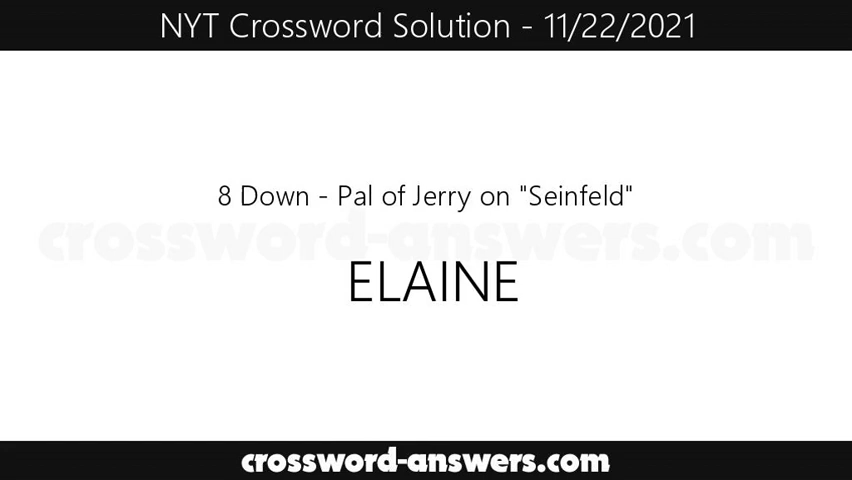 NYT Crossword Solution - 11/22/2021
8 Down - Pal of Jerry on "Seinfeld"
crossword-answers.com
ELAINE
crossword-answers.com